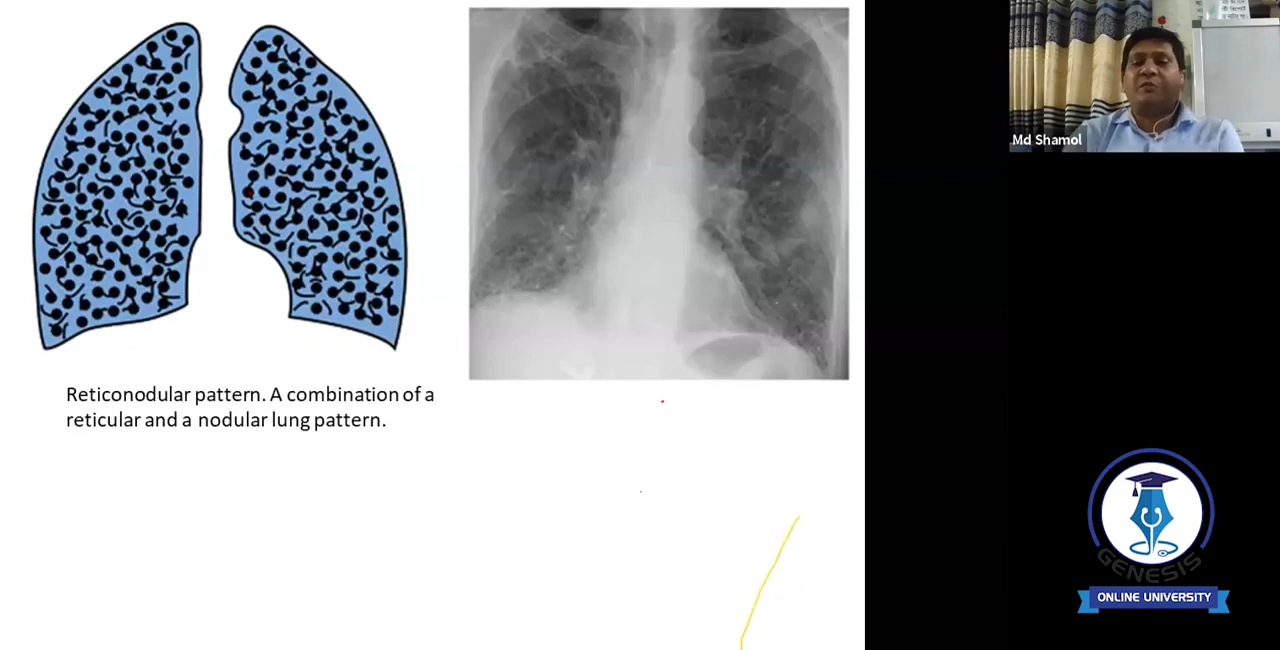 Reticonodular pattern. A combination of a
reticular and a nodular lung pattern.
Md Shamol
GENESIS
ONLINE UNIVERSITY